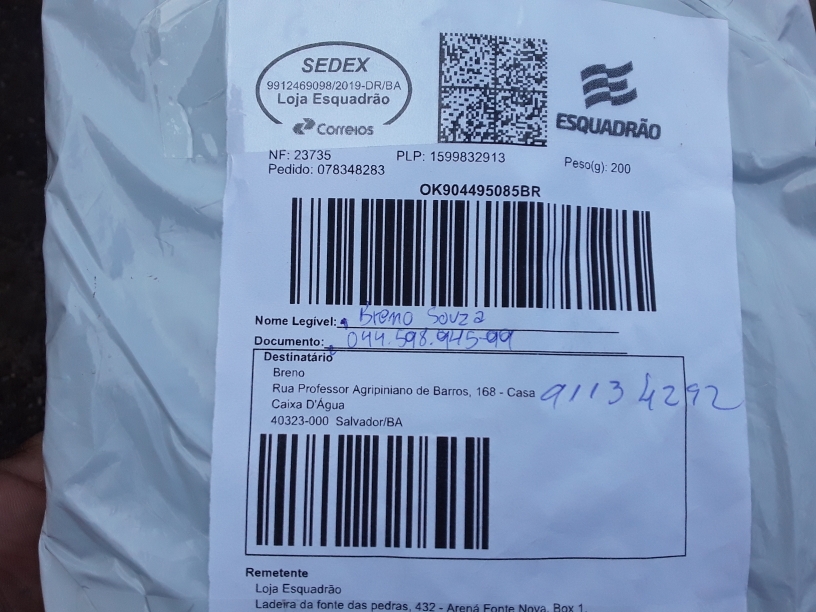 SEDEX
9912469098/2019-DR/BA
Loja Esquadrão
Correios
ESQUADRÃO
NF: 23735 PLP: 1599832913 Peso(g): 200
Pedido: 078348283
OK904495085BR
Nome Legível: Breno Souza
Documento: 044.598.945-99
Destinatário
Breno
Rua Professor Agripiniano de Barros, 168 - Casa 91134292
Caixa D'Água
40323-000 Salvador/BA
Remetente
Loja Esquadrão
Ladeira da fonte das pedras, 432 - Arena Fonte Nova, Box 1,